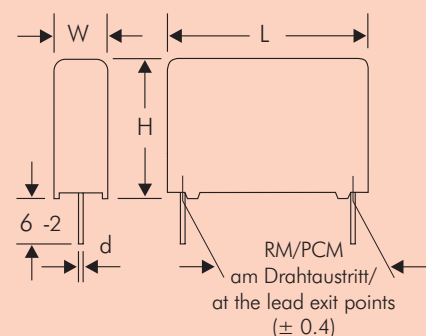 W
L
H
6 -2
d
RM/PCM
am Drahtaustritt/
at the lead exit points
(± 0.4)